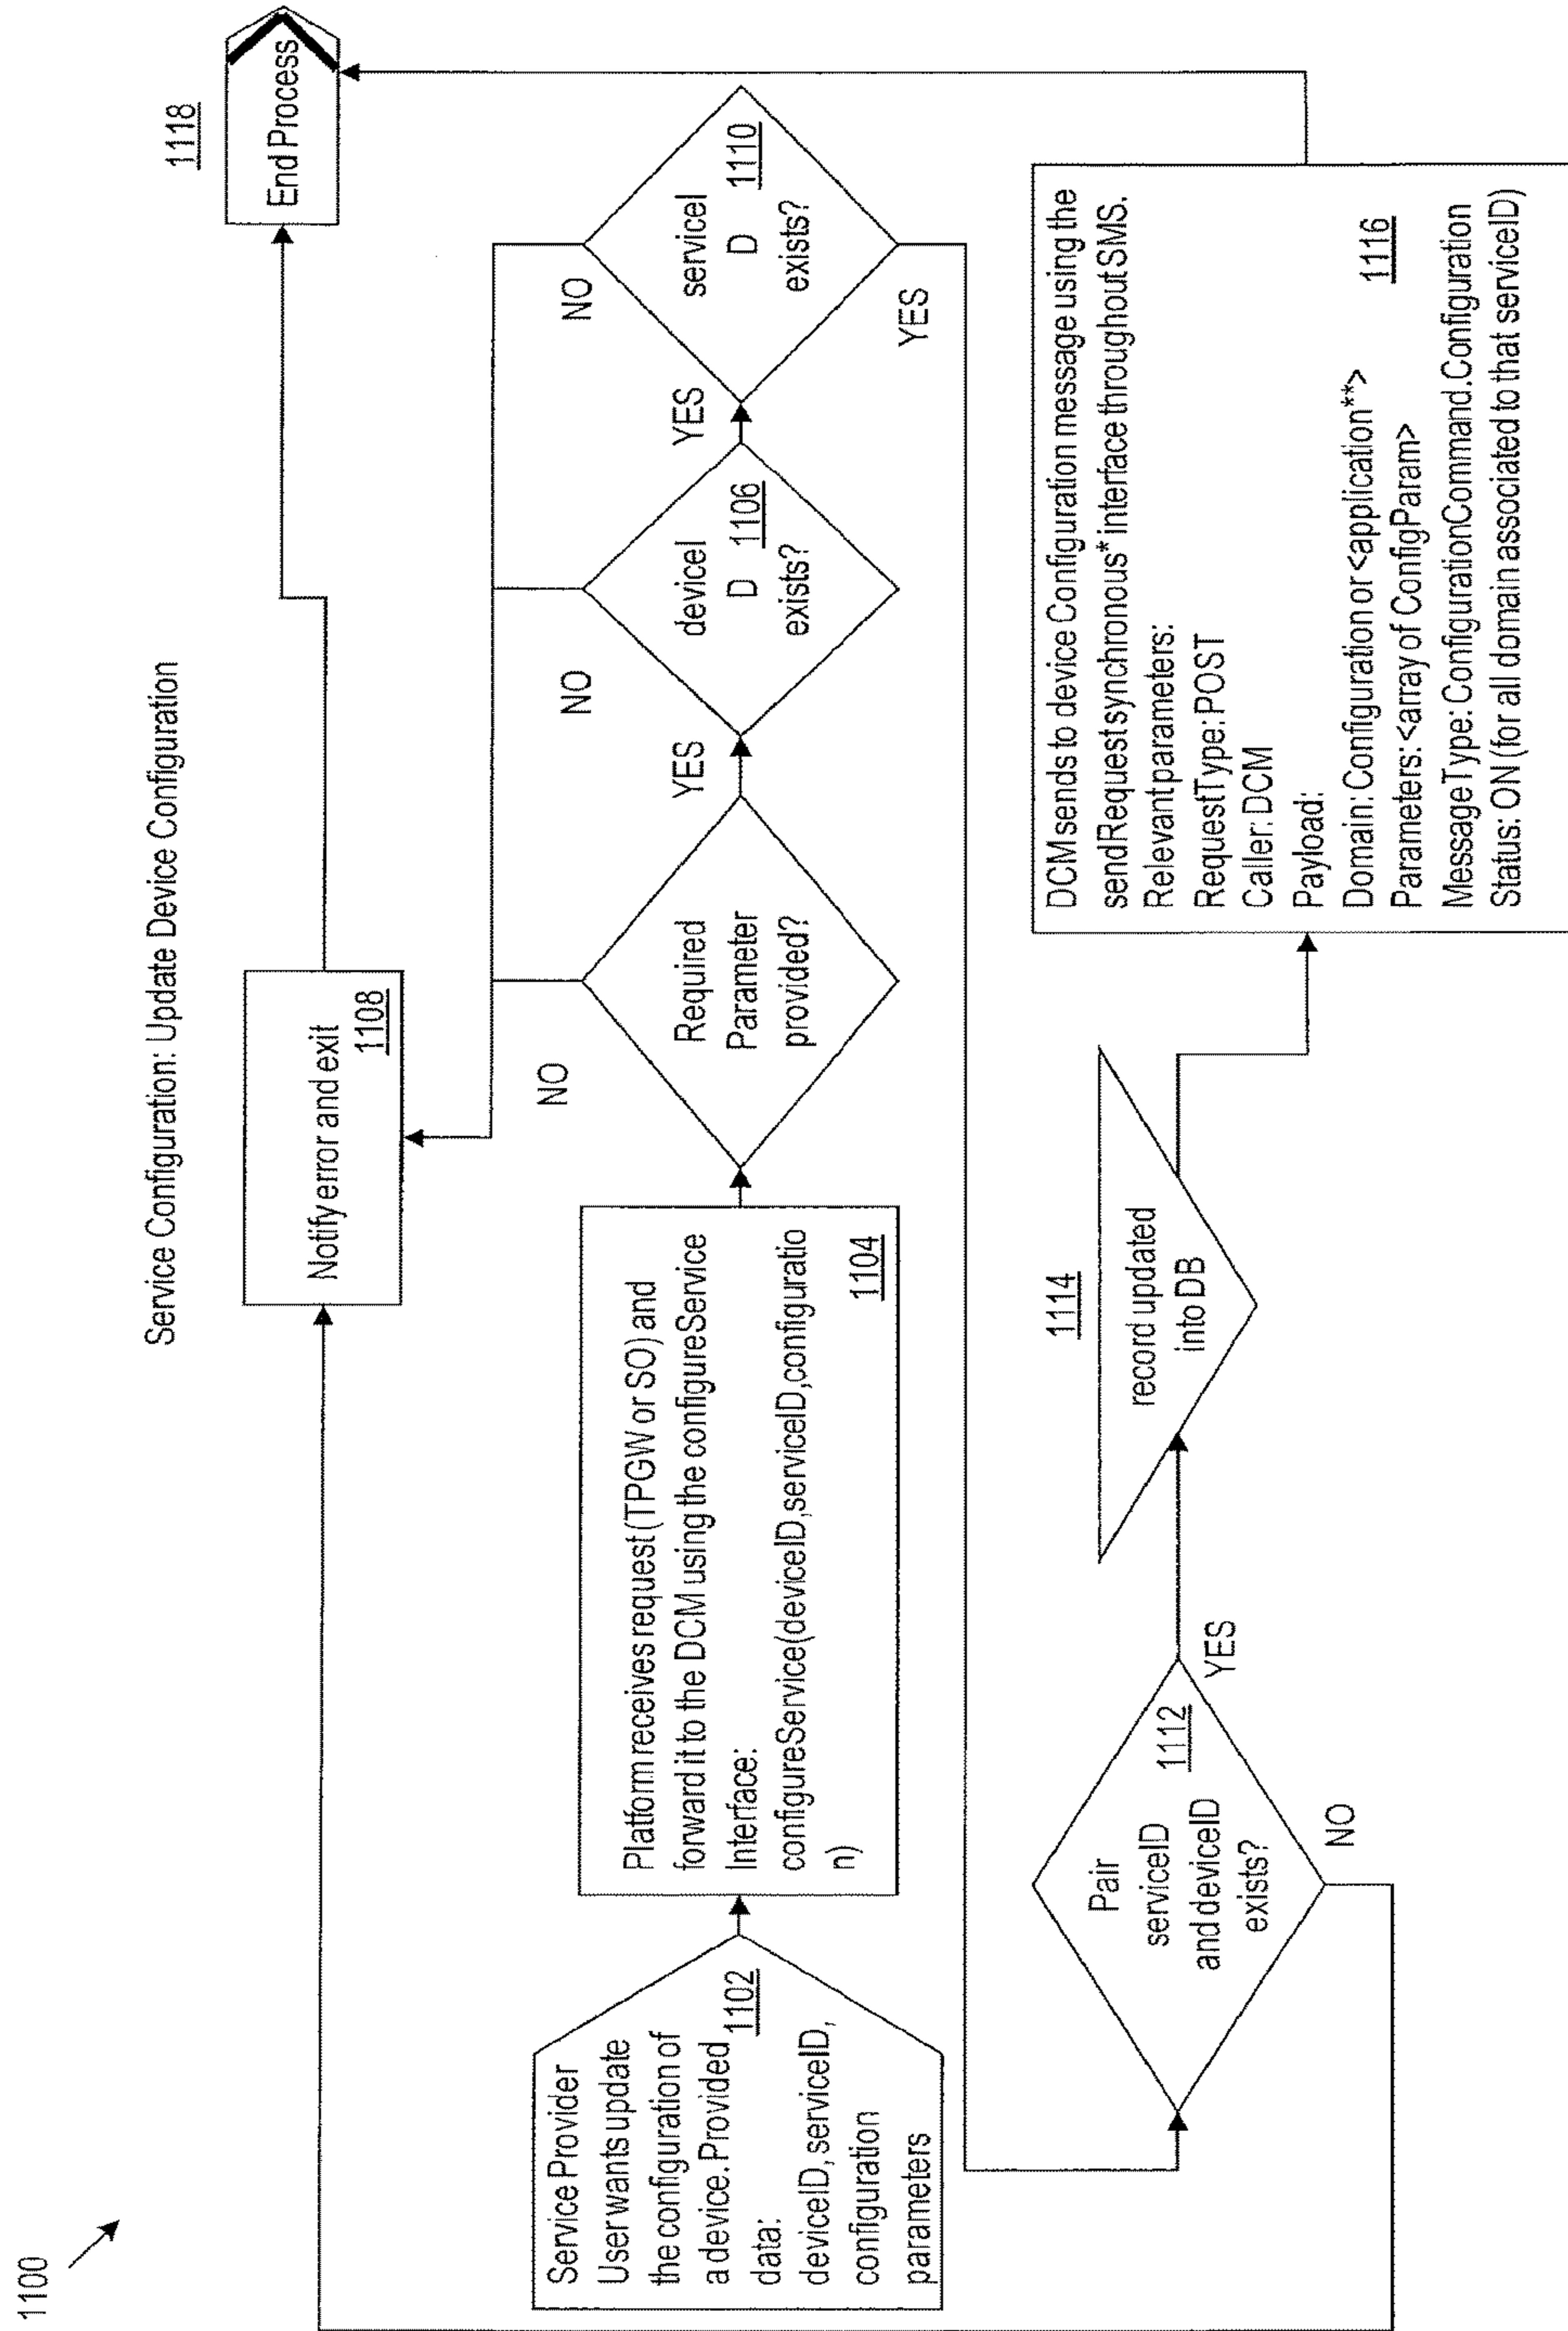 1100
Service Configuration: Update Device Configuration
Notify error and exit
1108
1118
End Process
Service Provider
User wants update
the configuration of
a device. Provided
1102
data:
deviceID, serviceID,
configuration
parameters
Platform receives request (TPGW or SO) and
forward it to the DCM using the configureService
Interface:
configureService(deviceID,serviceID,configuratio
n)
1104
Required
Parameter
provided?
NO
YES
deviceI
D 1106
exists?
NO
YES
serviceI
D 1110
exists?
NO
YES
Pair
serviceID 1112
and deviceID
exists?
YES
NO
1114
record updated
into DB
DCM sends to device Configuration message using the
sendRequest synchronous* interface throughout SMS.
Relevant parameters:
RequestType: POST
Caller: DCM
Payload:
Domain: Configuration or <application**>
Parameters: <array of ConfigParam>
1116
MessageType: ConfigurationCommand.Configuration
Status: ON (for all domain associated to that serviceID)